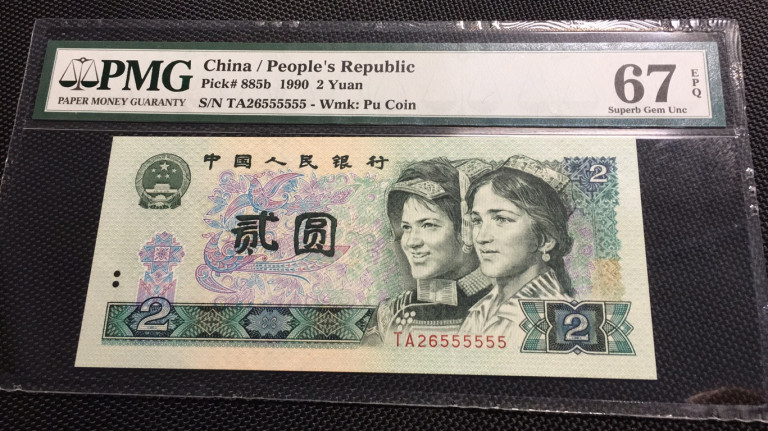 PMG
PAPER MONEY GUARANTY
China / People's Republic
Pick# 885b 1990 2 Yuan
S/N TA26555555 - Wmk: Pu Coin
67 EPQ
Superb Gem Unc
中国人民银行
贰圆
2
2
2
TA26555555